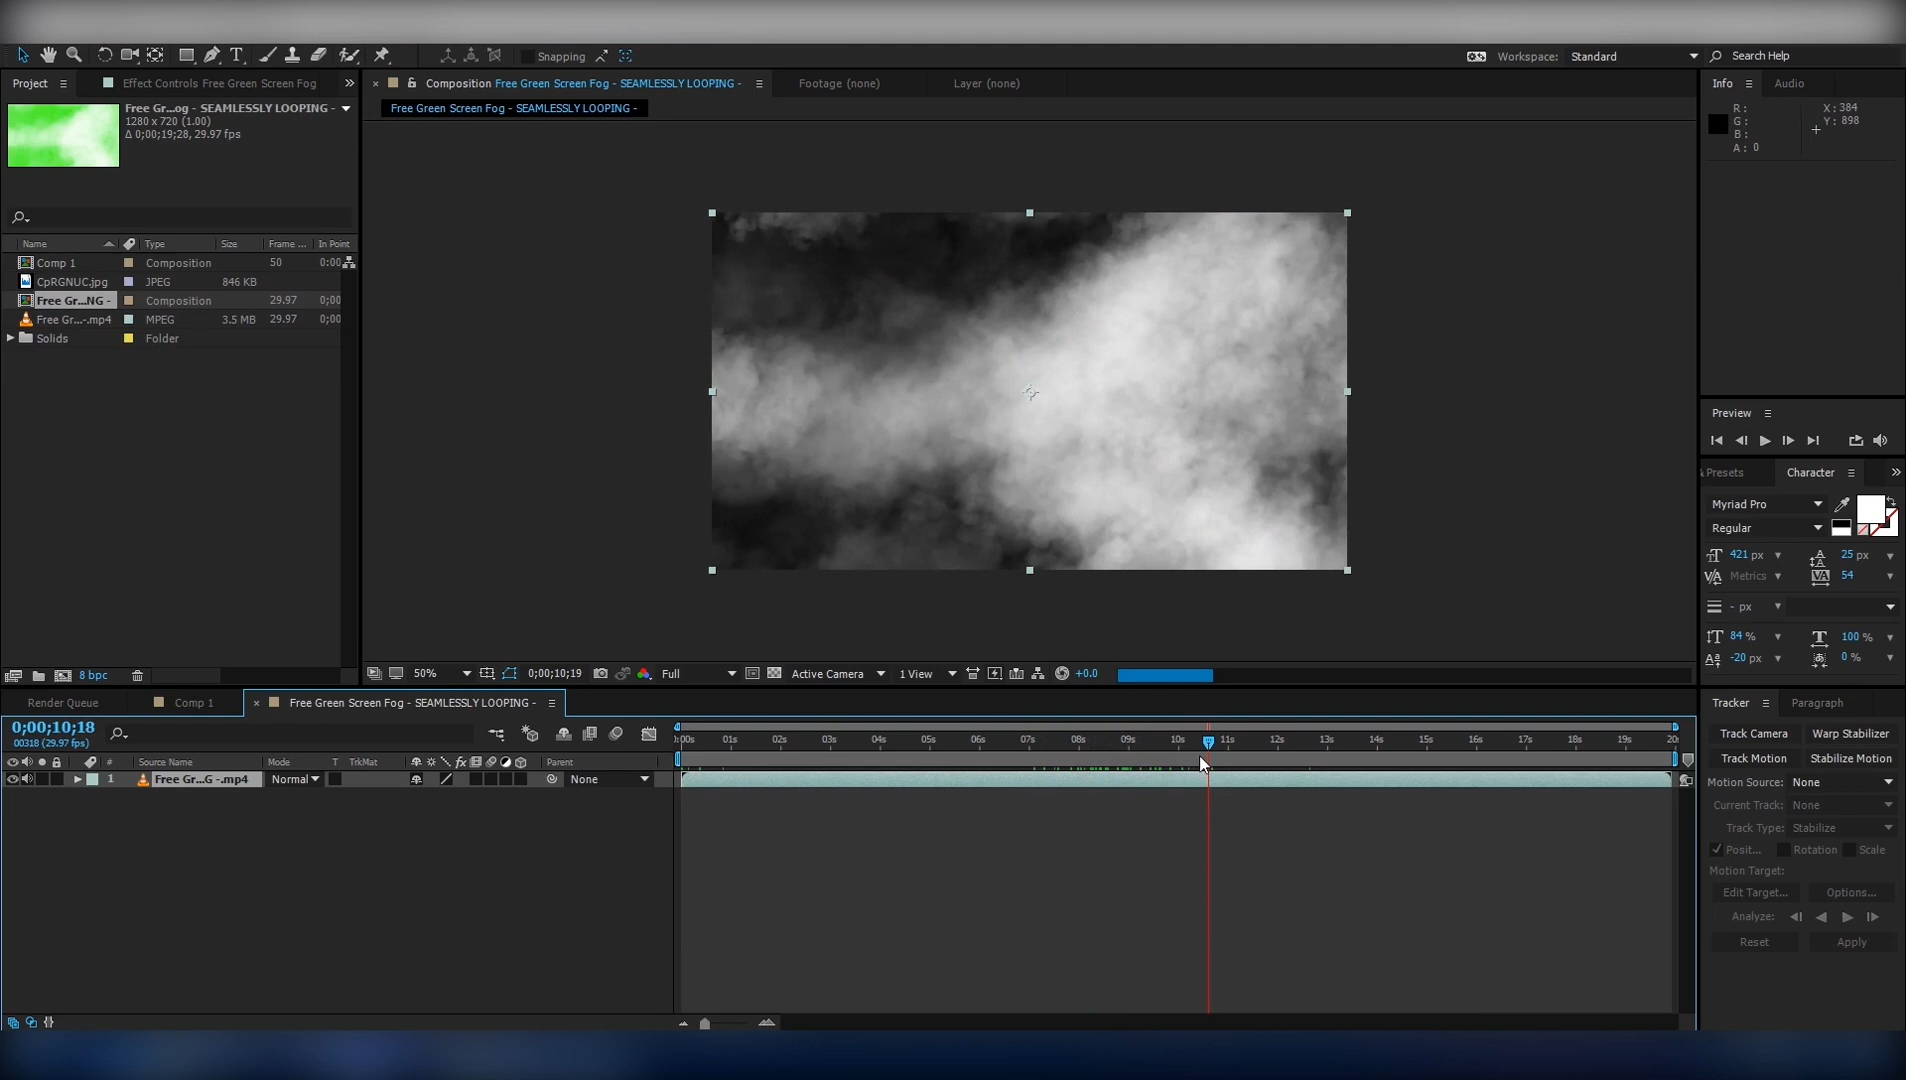 Snapping
Workspace: Standard
Search Help
Project
Effect Controls Free Green Screen Fog
Composition Free Green Screen Fog - SEAMLESSLY LOOPING -
Footage (none)
Layer (none)
Info
Audio
Free Gr...og - SEAMLESSLY LOOPING -
1280 x 720 (1.00)
Δ 0;00;19;28, 29.97 fps
Free Green Screen Fog - SEAMLESSLY LOOPING -
R :
G :
B :
A : 0
X : 384
Y : 898
Name
Type
Size
Frame ...
In Point
Comp 1
Composition
50
0:00
CpRGNUC.jpg
JPEG
846 KB
Free Gr...NG -
Composition
29.97
0;00
Free Gr...-.mp4
MPEG
3.5 MB
29.97
0;00
Solids
Folder
Preview
& Presets
Character
Myriad Pro
Regular
421 px
25 px
Metrics
54
- px
84 %
100 %
-20 px
0 %
8 bpc
50%
0;00;10;19
Full
Active Camera
1 View
+0.0
Render Queue
Comp 1
Free Green Screen Fog - SEAMLESSLY LOOPING -
Tracker
Paragraph
0;00;10;18
00318 (29.97 fps)
:00s
01s
02s
03s
04s
05s
06s
07s
08s
09s
10s
11s
12s
13s
14s
15s
16s
17s
18s
19s
20s
#
Source Name
Mode
T
TrkMat
Parent
1
Free Gr...G -.mp4
Normal
None
Track Camera
Warp Stabilizer
Track Motion
Stabilize Motion
Motion Source: None
Current Track: None
Track Type: Stabilize
Posit...
Rotation
Scale
Motion Target:
Edit Target...
Options...
Analyze:
Reset
Apply